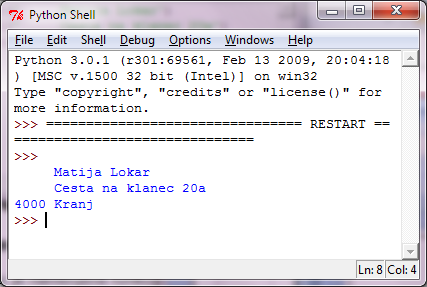 Python Shell
File Edit Shell Debug Options Windows Help
Python 3.0.1 (r301:69561, Feb 13 2009, 20:04:18
) [MSC v.1500 32 bit (Intel)] on win32
Type "copyright", "credits" or "license()" for
more information.
>>> ================================ RESTART ==
==============================
>>>
     Matija Lokar
     Cesta na klanec 20a
4000 Kranj
>>>
Ln: 8 Col: 4